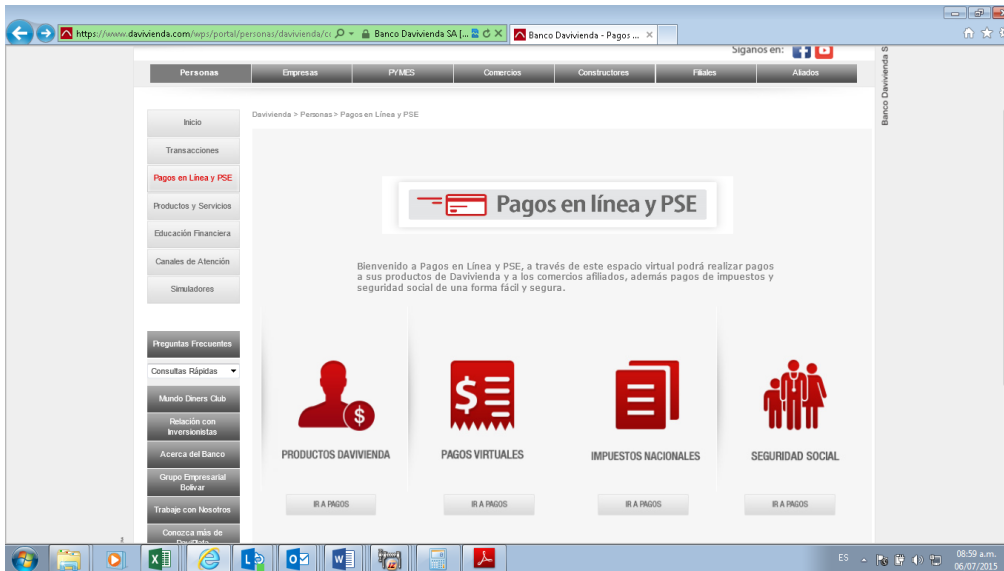 https://www.davivienda.com/wps/portal/personas/davivienda/cc
Banco Davivienda SA [...
Banco Davivienda - Pagos ...
Síganos en:
Banco Davivienda S
Personas
Empresas
PYMES
Comercios
Constructores
Filiales
Aliados
Davivienda > Personas > Pagos en Línea y PSE
Inicio
Transacciones
Pagos en Línea y PSE
Productos y Servicios
Educación Financiera
Canales de Atención
Simuladores
Preguntas Frecuentes
Consultas Rápidas
Mundo Diners Club
Relación con
Inversionistas
Acerca del Banco
Grupo Empresarial
Bolívar
Trabaje con Nosotros
Conozca más de
DaviPlata
Pagos en línea y PSE
Bienvenido a Pagos en Línea y PSE, a través de este espacio virtual podrá realizar pagos
a sus productos de Davivienda y a los comercios afiliados, además pagos de impuestos y
seguridad social de una forma fácil y segura.
PRODUCTOS DAVIVIENDA
PAGOS VIRTUALES
IMPUESTOS NACIONALES
SEGURIDAD SOCIAL
IR A PAGOS
IR A PAGOS
IR A PAGOS
IR A PAGOS
ES
08:59 a.m.
06/07/2015